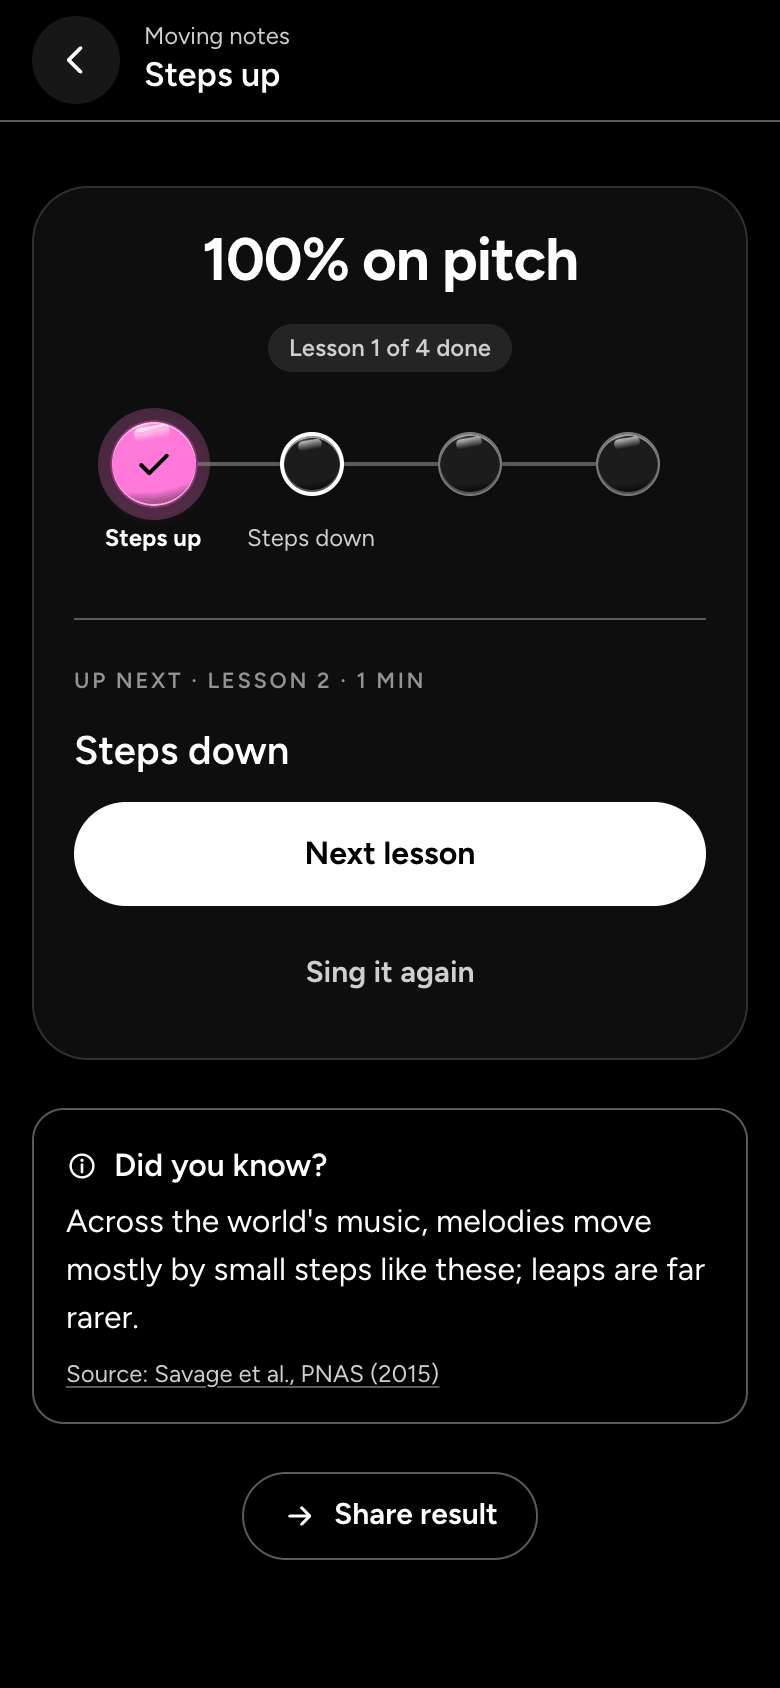 Moving notes
Steps up
100% on pitch
Lesson 1 of 4 done
Steps up
Steps down
UP NEXT · LESSON 2 · 1 MIN
Steps down
Next lesson
Sing it again
Did you know?
Across the world's music, melodies move
mostly by small steps like these; leaps are far
rarer.
Source: Savage et al., PNAS (2015)
Share result